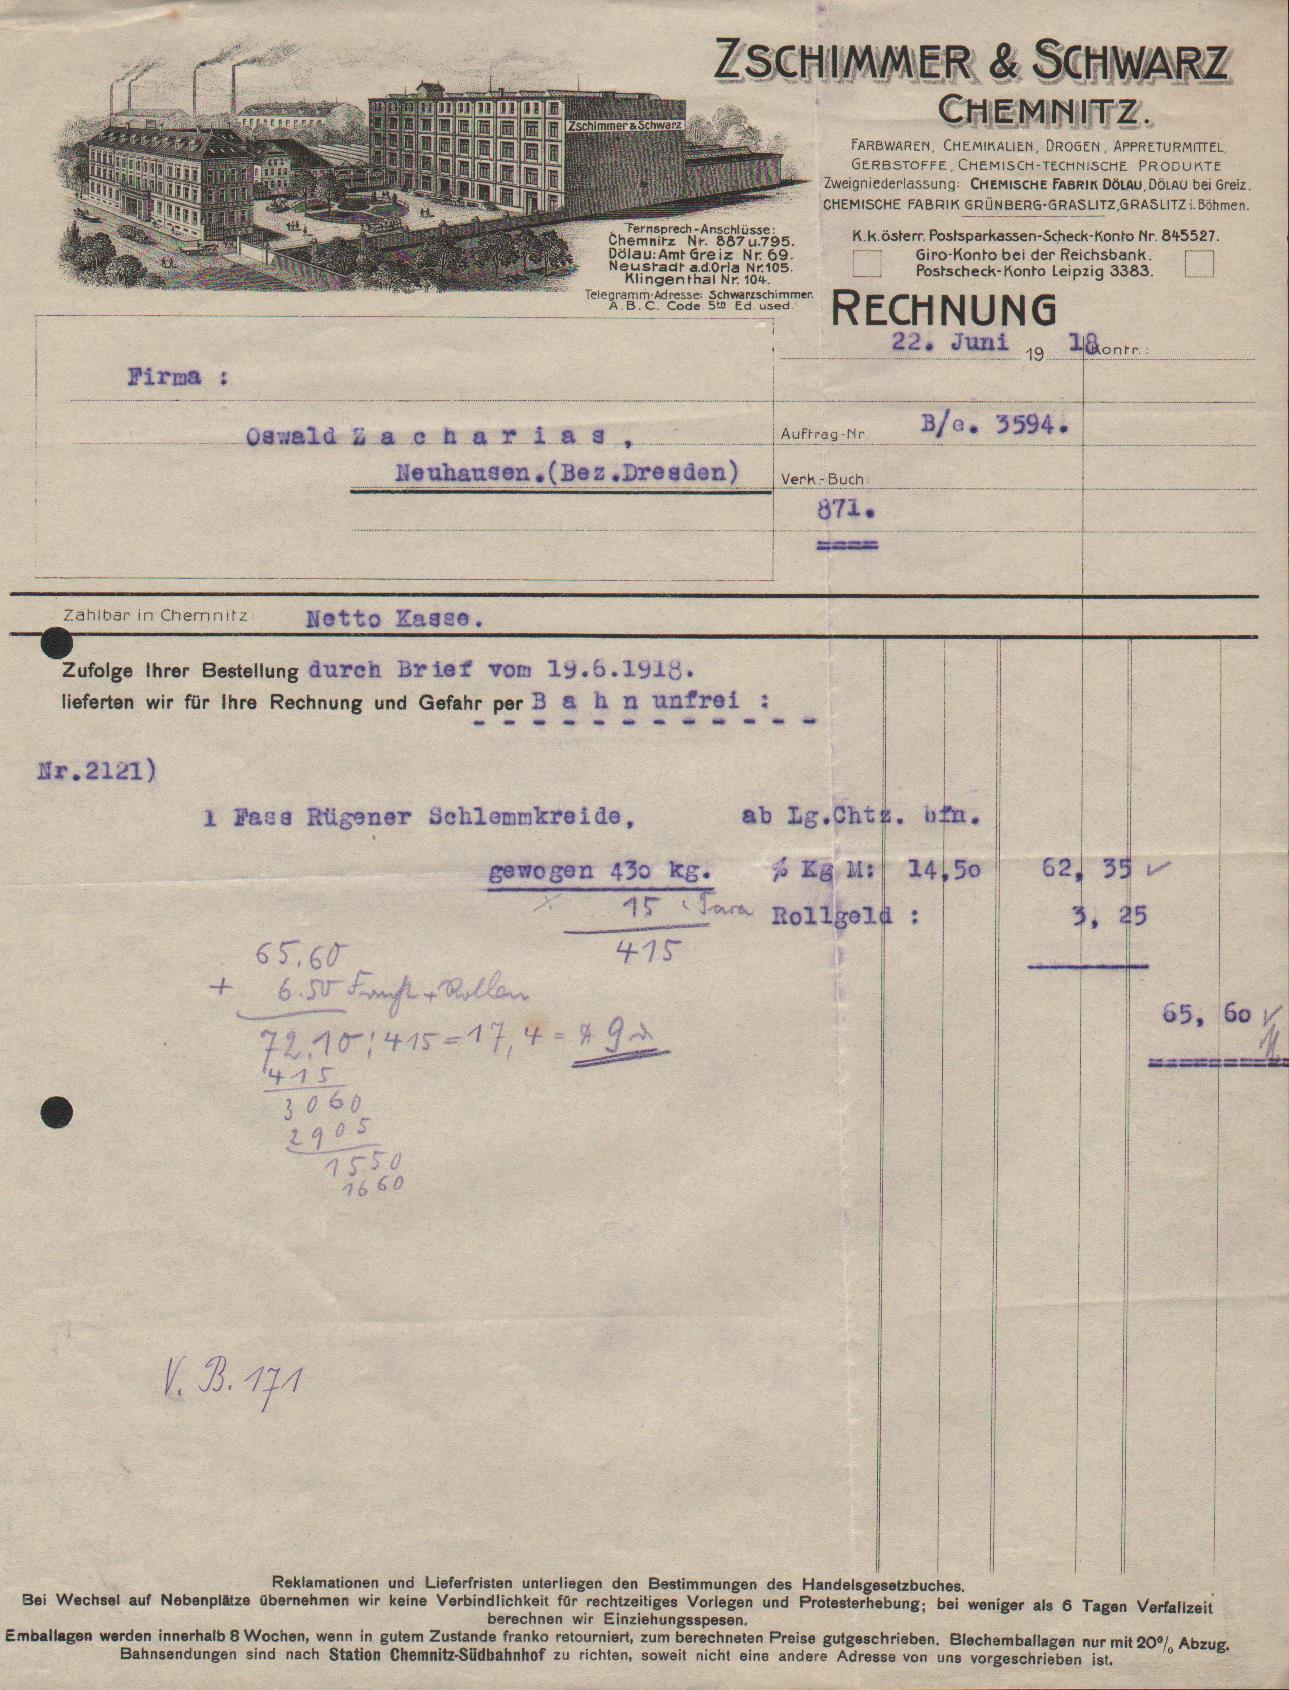 ZSCHIMMER & SCHWARZ
CHEMNITZ.
FARBWAREN, CHEMIKALIEN, DROGEN, APPRETURMITTEL,
GERBSTOFFE, CHEMISCH-TECHNISCHE PRODUKTE
Zweigniederlassung: CHEMISCHE FABRIK DÖLAU, DÖLAU bei Greiz.
CHEMISCHE FABRIK GRÜNBERG-GRASLITZ, GRASLITZ i. Böhmen.
K.k.österr. Postsparkassen-Scheck-Konto Nr. 845527.
Giro-Konto bei der Reichsbank.
Postscheck-Konto Leipzig 3383.
Zschimmer & Schwarz
Fernsprech-Anschlüsse:
Chemnitz Nr. 887 u. 795.
Dölau: Amt Greiz Nr. 69.
Neustadt a.d. Orla Nr. 105.
Klingenthal Nr. 104.
Telegramm-Adresse: Schwarzschimmer.
A.B.C. Code 5th Ed. used.
RECHNUNG
22. Juni 19 18 Kontr.:
Firma :
Oswald Z a c h a r i a s ,
Neuhausen.(Bez.Dresden)
Auftrag-Nr B/e. 3594.
Verk.-Buch:
871.
Zahlbar in Chemnitz: Netto Kasse.
Zufolge Ihrer Bestellung durch Brief vom 19.6.1918.
lieferten wir für Ihre Rechnung und Gefahr per B a h n unfrei :
Nr.2121)
1 Fass Rügener Schlemmkreide, ab Lg.Chtz. bfn.
gewogen 430 kg. % Kg M: 14,50 62, 35
15 Tara Rollgeld : 3, 25
415
65.60
+ 6.50 Fracht + Rollen
65, 60
72.10 : 415 = 17,4 =
415
3060
2905
1550
1660
V. B. 171
Reklamationen und Lieferfristen unterliegen den Bestimmungen des Handelsgesetzbuches.
Bei Wechsel auf Nebenplätze übernehmen wir keine Verbindlichkeit für rechtzeitiges Vorlegen und Protesterhebung; bei weniger als 6 Tagen Verfallzeit
berechnen wir Einziehungsspesen.
Emballagen werden innerhalb 8 Wochen, wenn in gutem Zustande franko retourniert, zum berechneten Preise gutgeschrieben. Blechemballagen nur mit 20% Abzug.
Bahnsendungen sind nach Station Chemnitz-Südbahnhof zu richten, soweit nicht eine andere Adresse von uns vorgeschrieben ist.